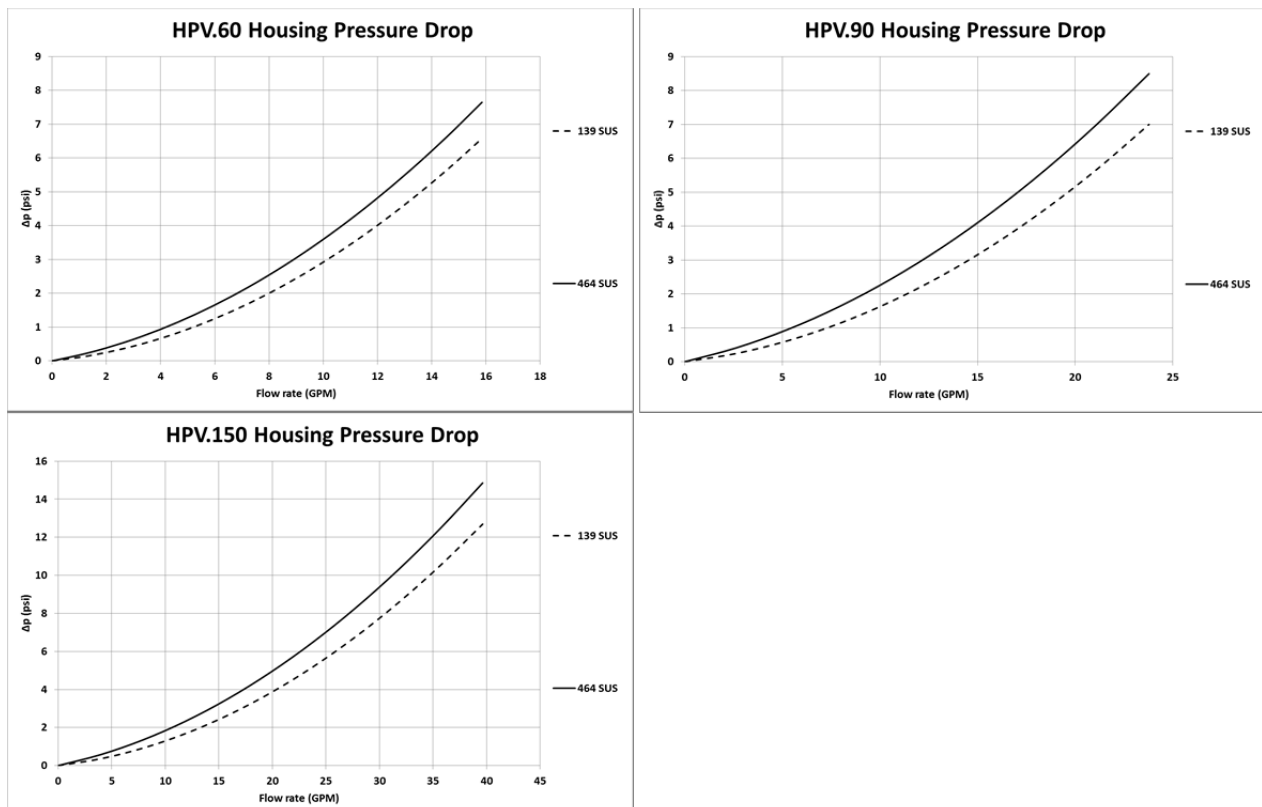 HPV.60 Housing Pressure Drop
9
8
7
6
5
4
3
2
1
0
Δp (psi)
0 2 4 6 8 10 12 14 16 18
Flow rate (GPM)
139 SUS
464 SUS
HPV.90 Housing Pressure Drop
9
8
7
6
5
4
3
2
1
0
Δp (psi)
0 5 10 15 20 25
Flow rate (GPM)
139 SUS
464 SUS
HPV.150 Housing Pressure Drop
16
14
12
10
8
6
4
2
0
Δp (psi)
0 5 10 15 20 25 30 35 40 45
Flow rate (GPM)
139 SUS
464 SUS